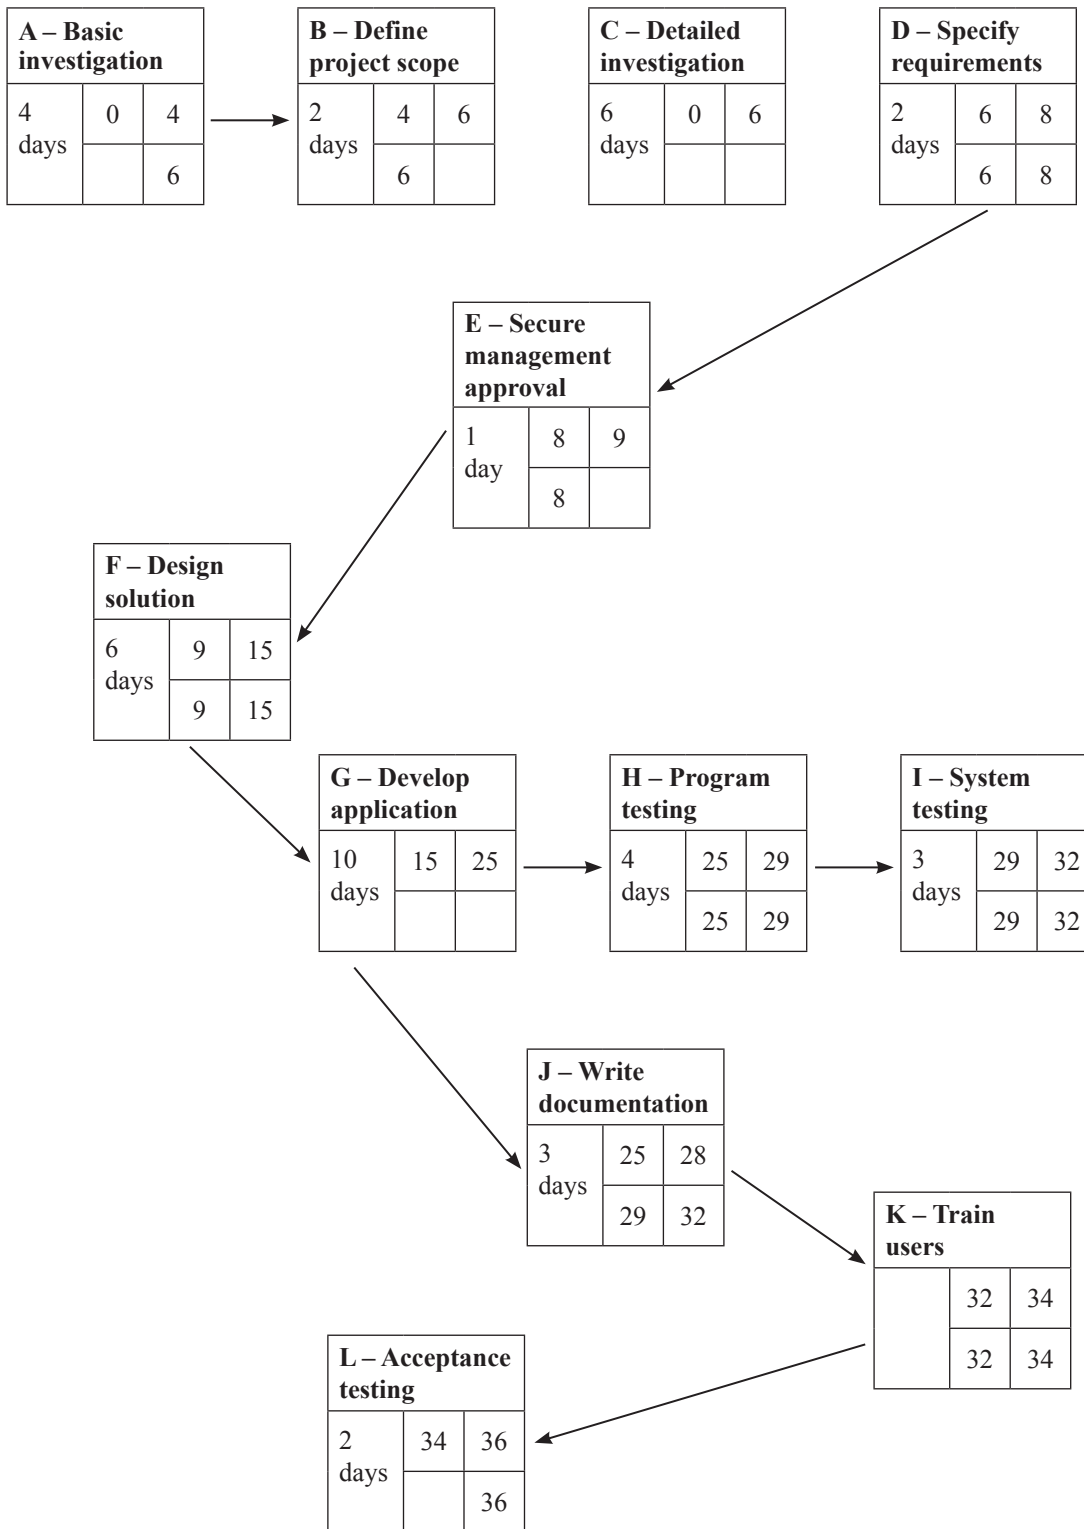 A – Basic
investigation
4
days
0
4
6
B – Define
project scope
2
days
4
6
6
C – Detailed
investigation
6
days
0
6
D – Specify
requirements
2
days
6
8
6
8
E – Secure
management
approval
1
day
8
9
8
F – Design
solution
6
days
9
15
9
15
G – Develop
application
10
days
15
25
H – Program
testing
4
days
25
29
25
29
I – System
testing
3
days
29
32
29
32
J – Write
documentation
3
days
25
28
29
32
K – Train
users
32
34
32
34
L – Acceptance
testing
2
days
34
36
36